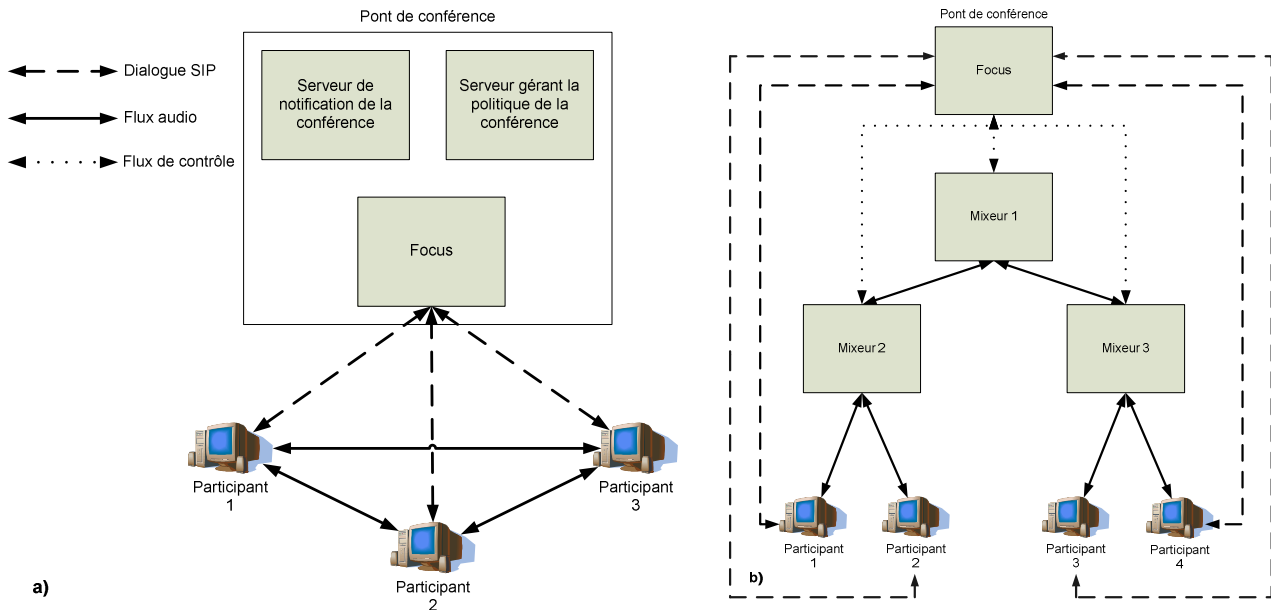 Pont de conférence
Dialogue SIP
Flux audio
Flux de contrôle
Serveur de
notification de la
conférence
Serveur gérant la
politique de la
conférence
Focus
Participant
1
Participant
2
Participant
3
a)
Pont de conférence
Focus
Mixeur 1
Mixeur 2
Mixeur 3
Participant
1
Participant
2
Participant
3
Participant
4
b)